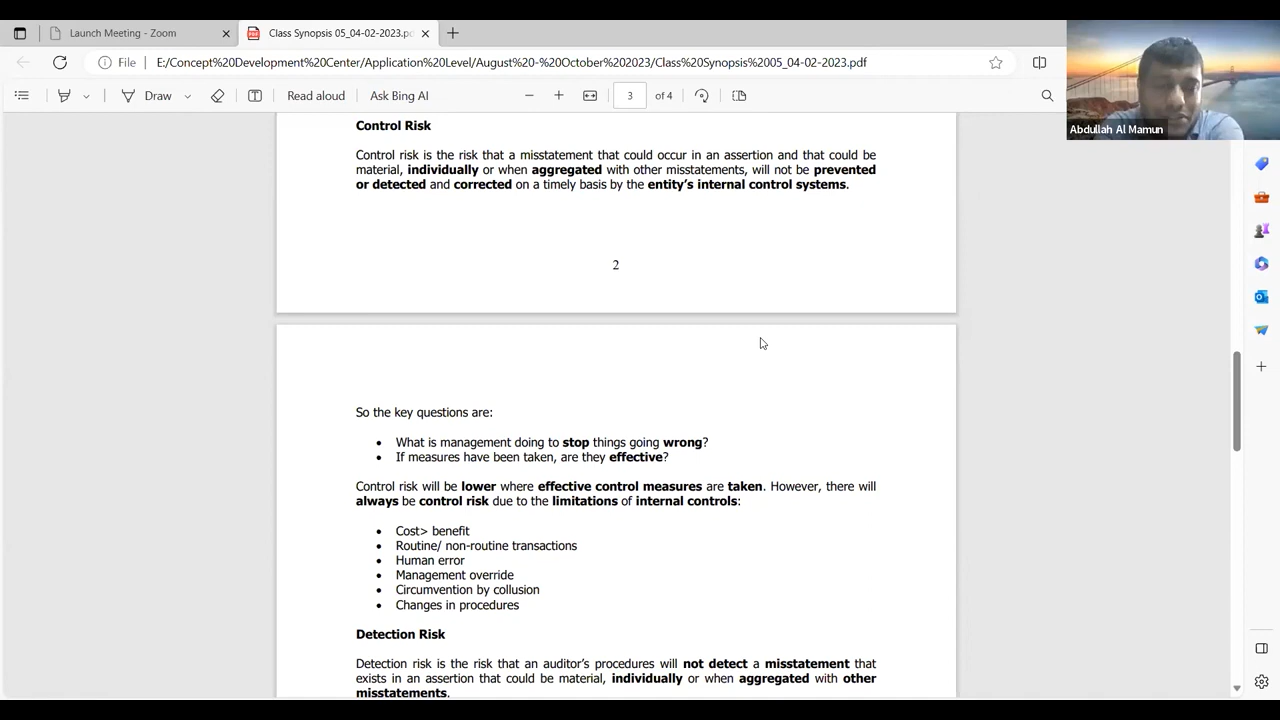 Launch Meeting - Zoom
Class Synopsis 05_04-02-2023.pd
File
E:/Concept%20Development%20Center/Application%20Level/August%20-%20October%202023/Class%20Synopsis%2005_04-02-2023.pdf
Draw
Read aloud
Ask Bing AI
3
of 4
Abdullah Al Mamun
Control Risk
Control risk is the risk that a misstatement that could occur in an assertion and that could be
material, individually or when aggregated with other misstatements, will not be prevented
or detected and corrected on a timely basis by the entity's internal control systems.
2
So the key questions are:
• What is management doing to stop things going wrong?
• If measures have been taken, are they effective?
Control risk will be lower where effective control measures are taken. However, there will
always be control risk due to the limitations of internal controls:
• Cost> benefit
• Routine/ non-routine transactions
• Human error
• Management override
• Circumvention by collusion
• Changes in procedures
Detection Risk
Detection risk is the risk that an auditor's procedures will not detect a misstatement that
exists in an assertion that could be material, individually or when aggregated with other
misstatements.